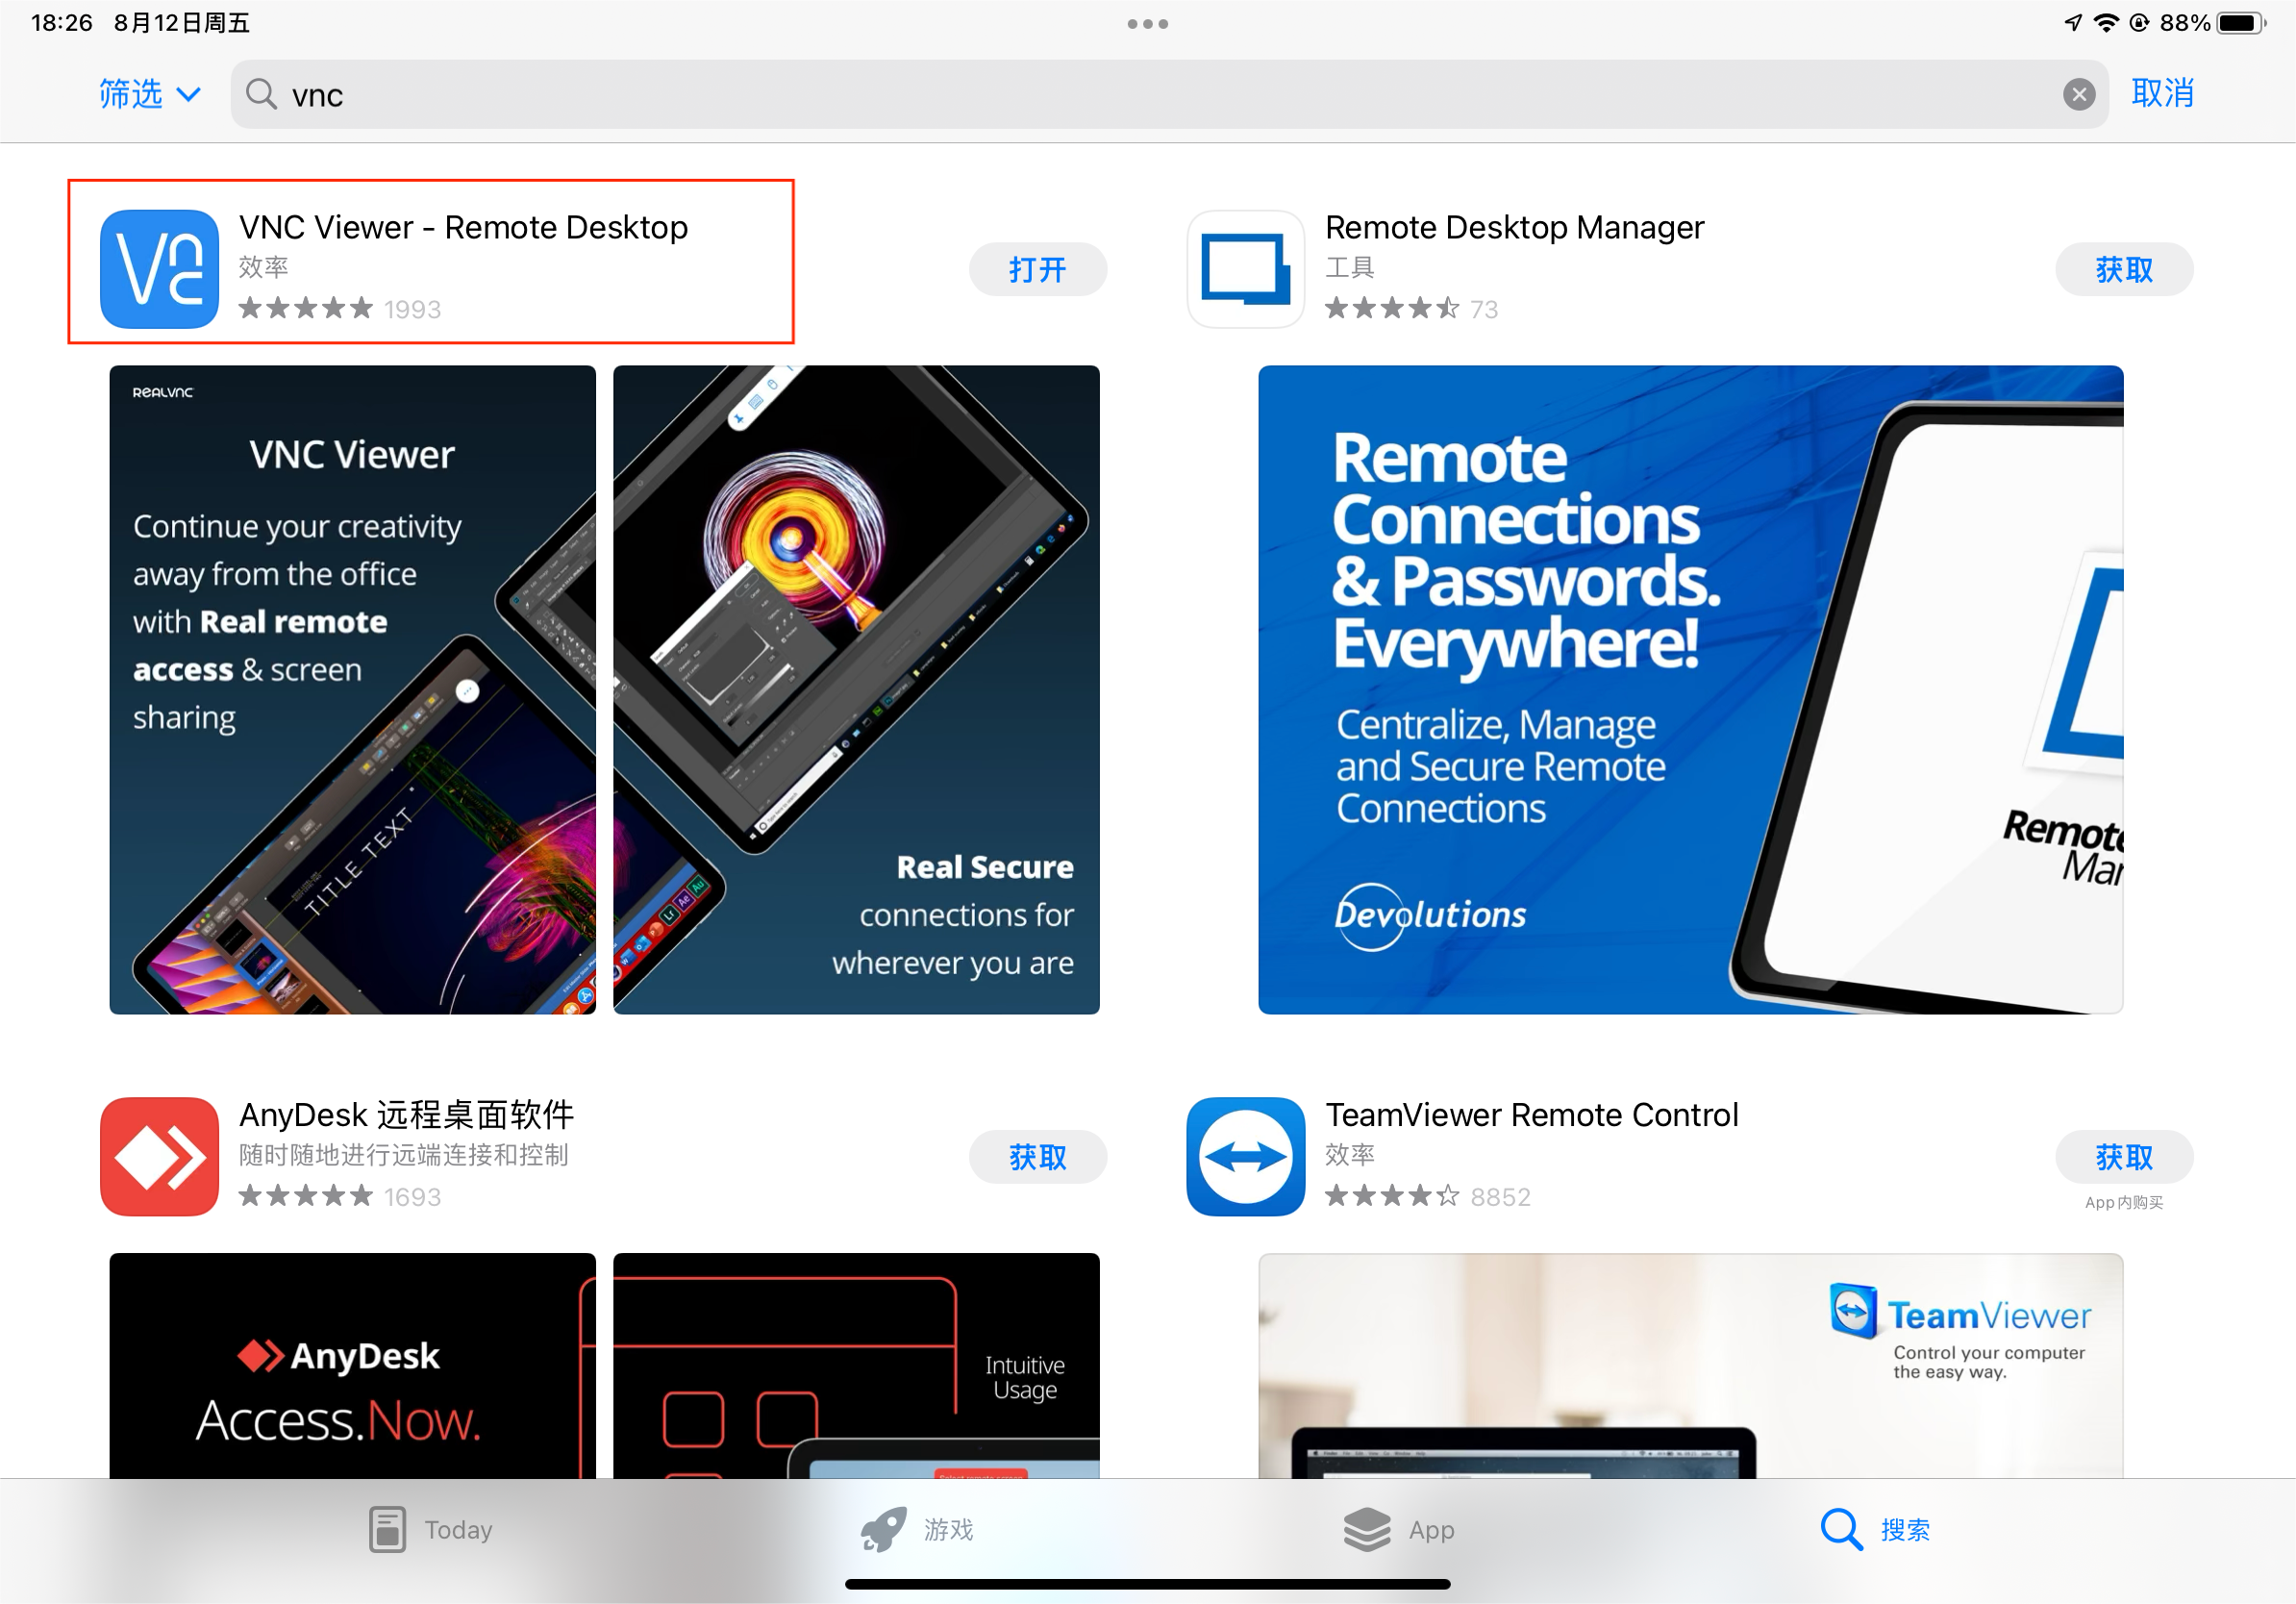 18:26 8月12日周五
88%
筛选
vnc
取消
VNC Viewer - Remote Desktop
效率
1993
打开
Remote Desktop Manager
工具
73
获取
REALVNC
VNC Viewer
Continue your creativity
away from the office
with Real remote
access & screen
sharing
TITLE TEXT
Lr
Ae
Au
Real Secure
connections for
wherever you are
Remote
Connections
& Passwords.
Everywhere!
Centralize, Manage
and Secure Remote
Connections
Devolutions
Remote
Man
AnyDesk 远程桌面软件
随时随地进行远端连接和控制
1693
获取
TeamViewer Remote Control
效率
8852
获取
App内购买
AnyDesk
Access.Now.
Intuitive
Usage
TeamViewer
Control your computer
the easy way.
Today
游戏
App
搜索